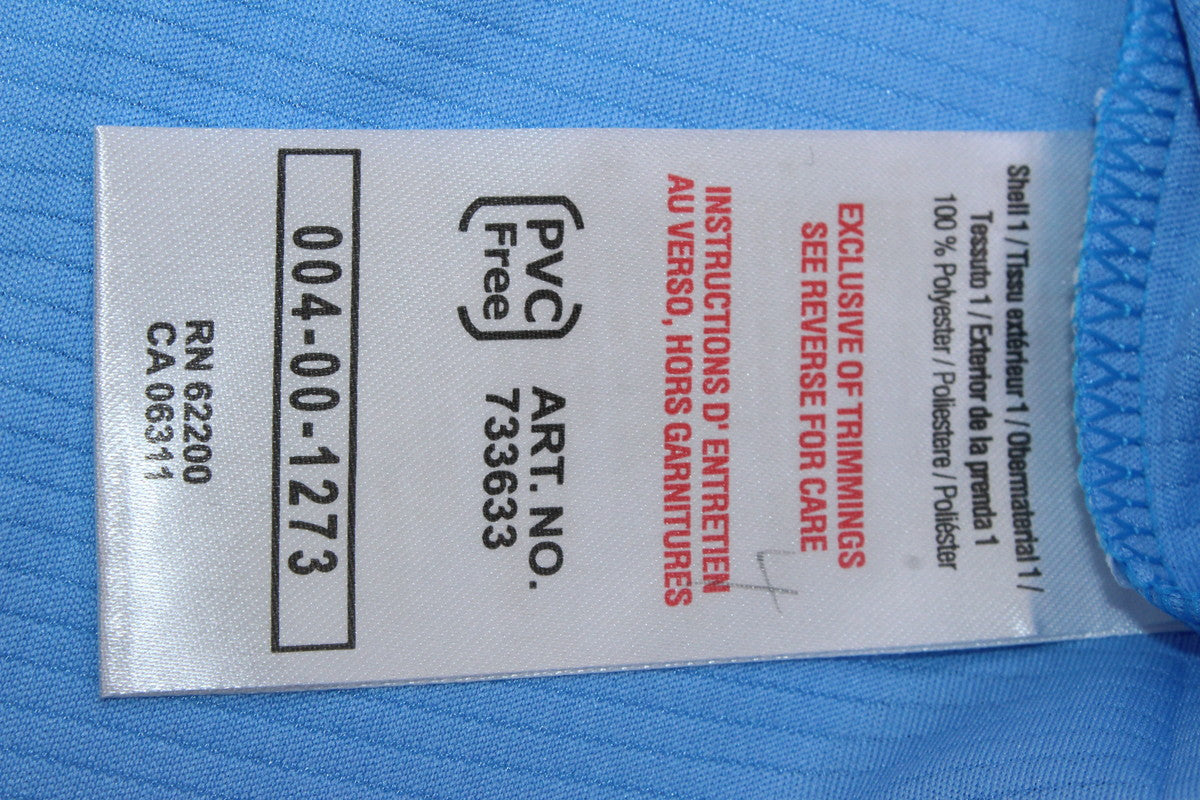 Shell 1 / Tissu extérieur 1 / Obermaterial 1 /
Tessuto 1 / Exterior de la prenda 1
100 % Polyester / Poliestere / Poliéster
EXCLUSIVE OF TRIMMINGS
SEE REVERSE FOR CARE
4
INSTRUCTIONS D' ENTRETIEN
AU VERSO, HORS GARNITURES
PVC
Free
ART. NO.
733633
004-00-1273
RN 62200
CA 06311